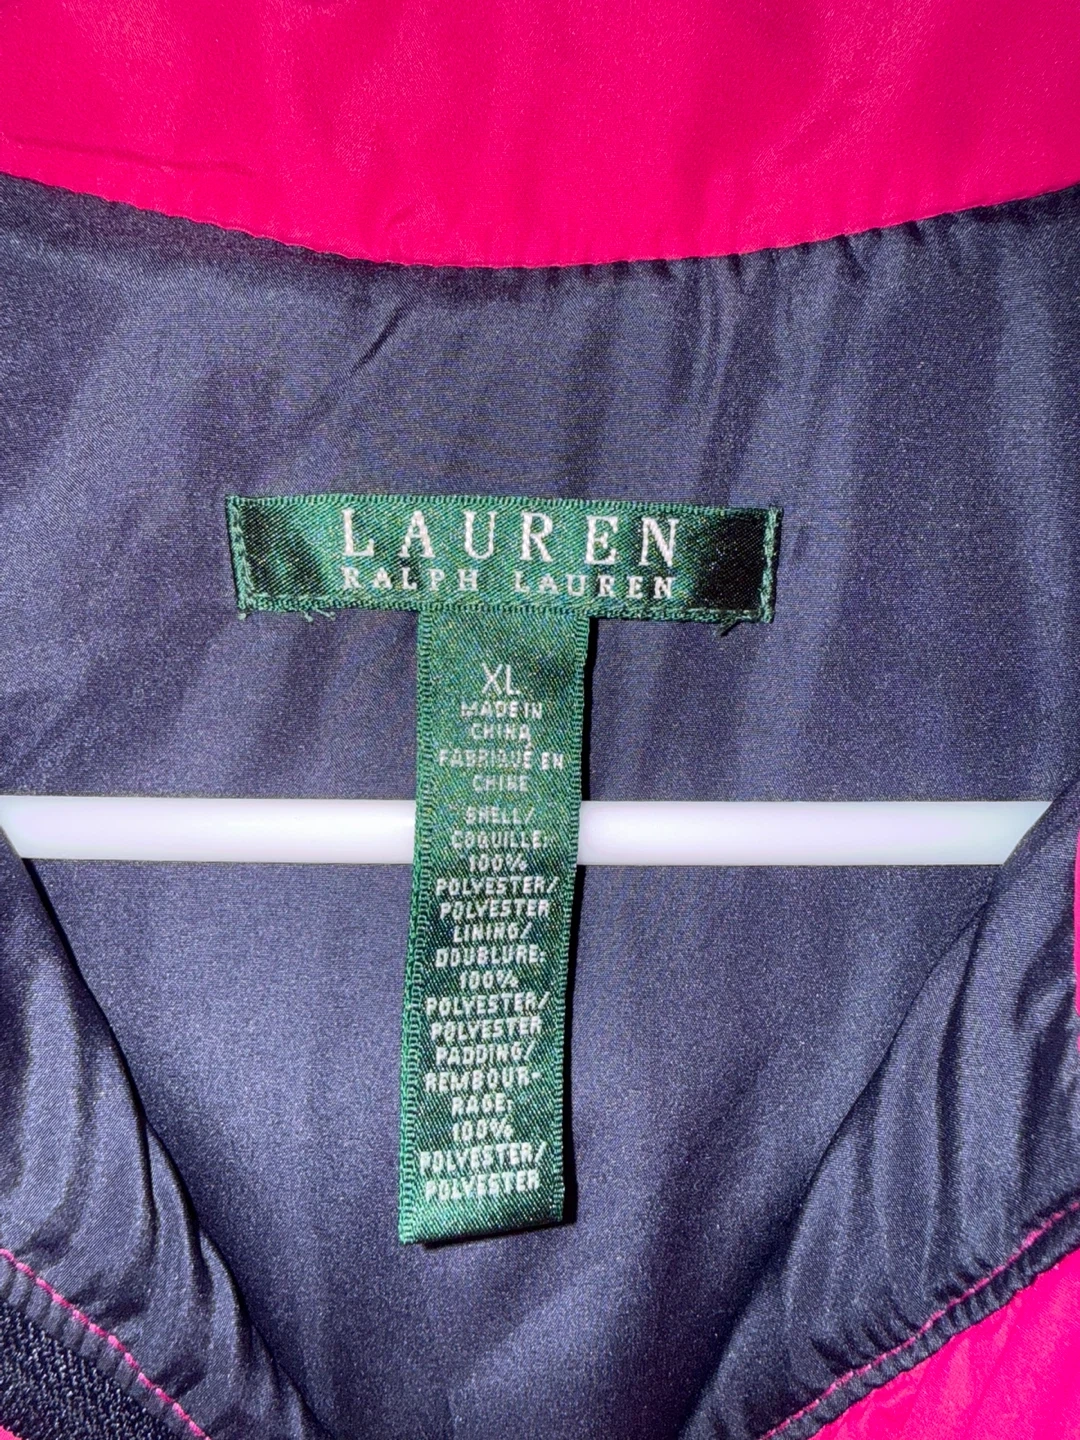 LAUREN
RALPH LAUREN
XL
MADE IN
CHINA
FABRIQUE EN
CHINE
SHELL/
COQUILLE:
100%
POLYESTER/
POLYESTER
LINING/
DOUBLURE:
100%
POLYESTER/
POLYESTER
PADDING/
REMBOUR-
RAGE:
100%
POLYESTER/
POLYESTER